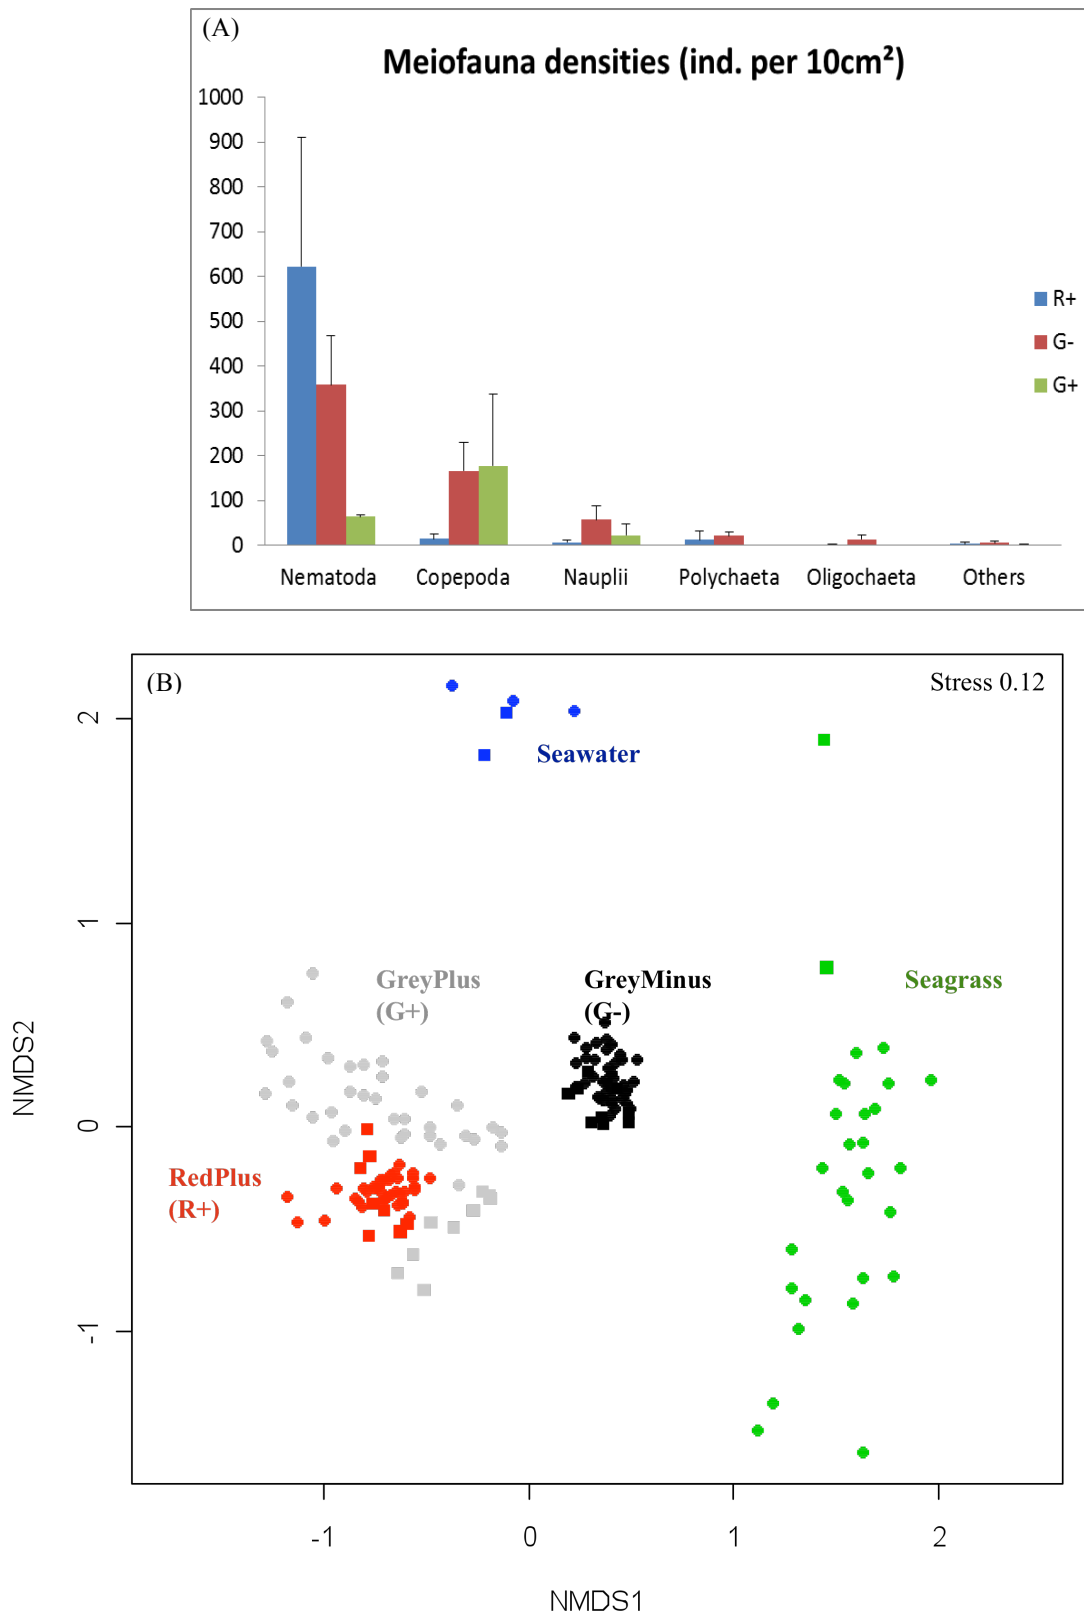 (A)
Meiofauna densities (ind. per 10cm²)
1000
900
800
700
600
500
400
300
200
100
0
Nematoda Copepoda Nauplii Polychaeta Oligochaeta Others
R+
G-
G+
(B)
Stress 0.12
Seawater
GreyPlus
(G+)
GreyMinus
(G-)
Seagrass
RedPlus
(R+)
2
1
0
-1
NMDS2
-1 0 1 2
NMDS1